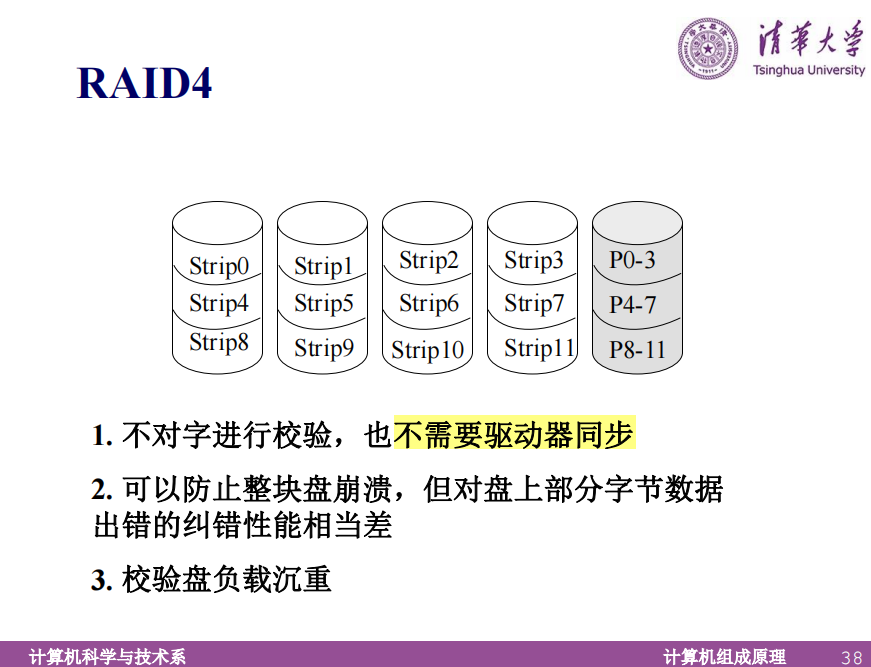 清华大学
Tsinghua University
RAID4
Strip0 Strip1 Strip2 Strip3 P0-3
Strip4 Strip5 Strip6 Strip7 P4-7
Strip8 Strip9 Strip10 Strip11 P8-11
1. 不对字进行校验，也不需要驱动器同步
2. 可以防止整块盘崩溃，但对盘上部分字节数据
出错的纠错性能相当差
3. 校验盘负载沉重
计算机科学与技术系 计算机组成原理 38